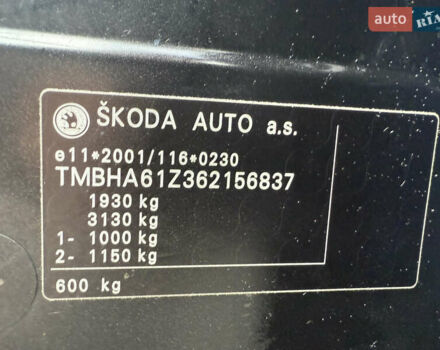 auto RIA
ŠKODA AUTO a.s.
e11*2001/116*0230
TMBHA61Z362156837
1930 kg
3130 kg
1- 1000 kg
2- 1150 kg
600 kg